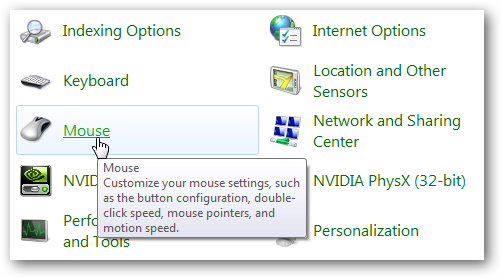 Indexing Options
Internet Options
Keyboard
Location and Other
Sensors
Mouse
Network and Sharing
Center
Mouse
Customize your mouse settings, such
as the button configuration, double-
click speed, mouse pointers, and
motion speed.
NVID
NVIDIA PhysX (32-bit)
Perfo
and Tools
Personalization